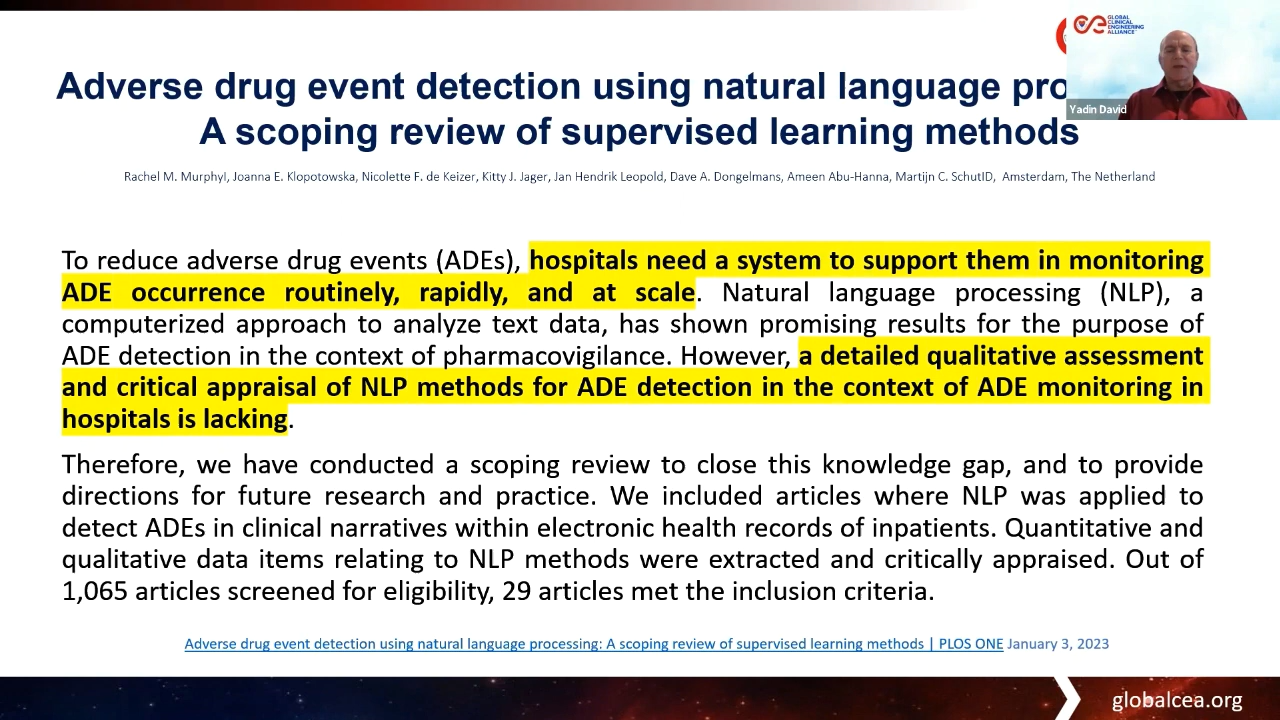 GLOBAL
CLINICAL
ENGINEERING
ALLIANCE
Yadin David
Adverse drug event detection using natural language pro
A scoping review of supervised learning methods
Rachel M. Murphyl, Joanna E. Klopotowska, Nicolette F. de Keizer, Kitty J. Jager, Jan Hendrik Leopold, Dave A. Dongelmans, Ameen Abu-Hanna, Martijn C. SchutID, Amsterdam, The Netherland
To reduce adverse drug events (ADEs), hospitals need a system to support them in monitoring
ADE occurrence routinely, rapidly, and at scale. Natural language processing (NLP), a
computerized approach to analyze text data, has shown promising results for the purpose of
ADE detection in the context of pharmacovigilance. However, a detailed qualitative assessment
and critical appraisal of NLP methods for ADE detection in the context of ADE monitoring in
hospitals is lacking.
Therefore, we have conducted a scoping review to close this knowledge gap, and to provide
directions for future research and practice. We included articles where NLP was applied to
detect ADEs in clinical narratives within electronic health records of inpatients. Quantitative and
qualitative data items relating to NLP methods were extracted and critically appraised. Out of
1,065 articles screened for eligibility, 29 articles met the inclusion criteria.
Adverse drug event detection using natural language processing: A scoping review of supervised learning methods | PLOS ONE January 3, 2023
globalcea.org